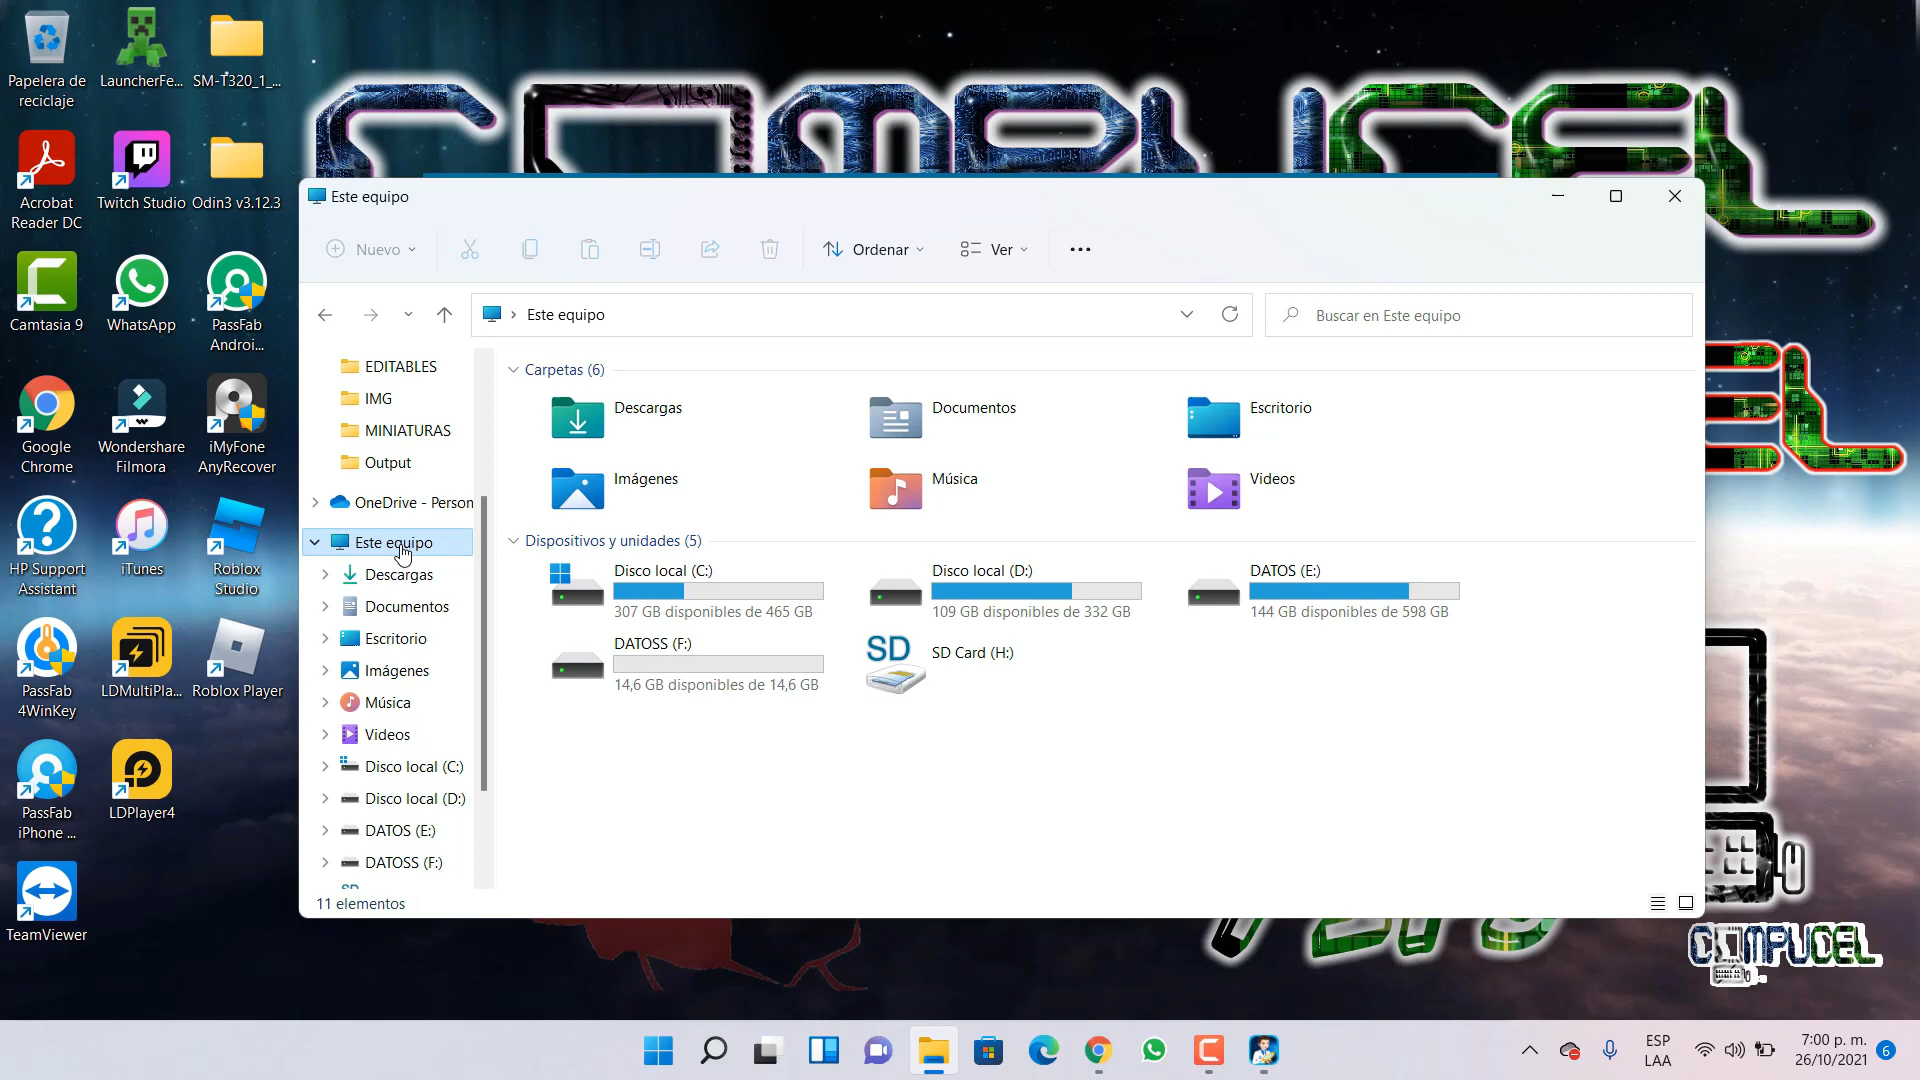 Papelera de
reciclaje
LauncherFe...
SM-T320_1_...
Acrobat
Reader DC
Twitch Studio
Odin3 v3.12.3
Camtasia 9
WhatsApp
PassFab
Androi...
Google
Chrome
Wondershare
Filmora
iMyFone
AnyRecover
HP Support
Assistant
iTunes
Roblox
Studio
PassFab
4WinKey
LDMultiPla...
Roblox Player
PassFab
iPhone ...
LDPlayer4
TeamViewer
Este equipo
Nuevo
Ordenar
Ver
Este equipo
Buscar en Este equipo
EDITABLES
IMG
MINIATURAS
Output
OneDrive - Person
Este equipo
Descargas
Documentos
Escritorio
Imágenes
Música
Videos
Disco local (C:)
Disco local (D:)
DATOS (E:)
DATOSS (F:)
Carpetas (6)
Descargas
Documentos
Escritorio
Imágenes
Música
Videos
Dispositivos y unidades (5)
Disco local (C:)
307 GB disponibles de 465 GB
Disco local (D:)
109 GB disponibles de 332 GB
DATOS (E:)
144 GB disponibles de 598 GB
DATOSS (F:)
14,6 GB disponibles de 14,6 GB
SD
SD Card (H:)
11 elementos
COMPUCEL
ESP
LAA
7:00 p. m.
26/10/2021
6